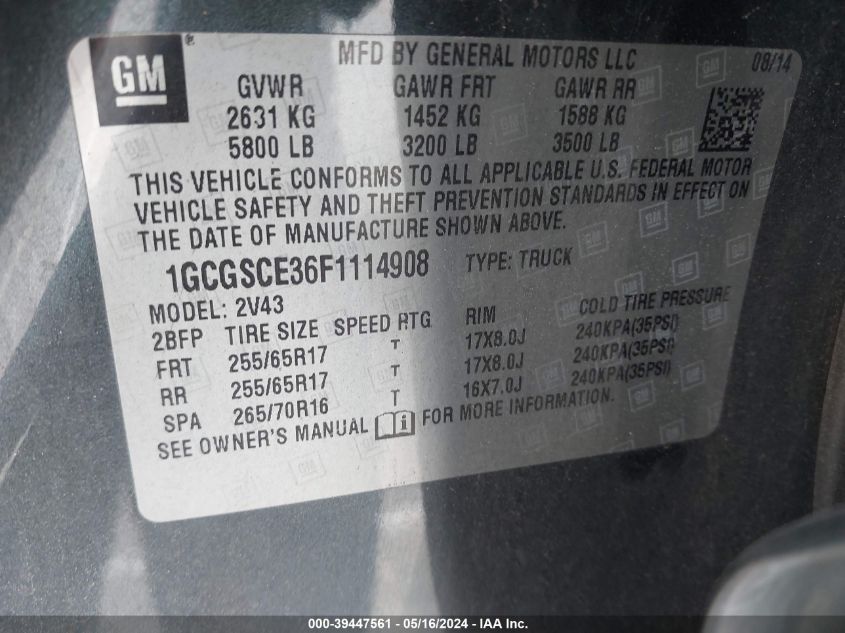 GM
®
MFD BY GENERAL MOTORS LLC
08/14
GVWR GAWR FRT GAWR RR
2631 KG 1452 KG 1588 KG
5800 LB 3200 LB 3500 LB
THIS VEHICLE CONFORMS TO ALL APPLICABLE U.S. FEDERAL MOTOR
VEHICLE SAFETY AND THEFT PREVENTION STANDARDS IN EFFECT ON
THE DATE OF MANUFACTURE SHOWN ABOVE.
1GCGSCE36F1114908 TYPE: TRUCK
MODEL: 2V43
2BFP TIRE SIZE SPEED RTG RIM COLD TIRE PRESSURE
FRT 255/65R17 T 17X8.0J 240KPA(35PSI)
RR 255/65R17 T 17X8.0J 240KPA(35PSI)
SPA 265/70R16 T 16X7.0J 240KPA(35PSI)
SEE OWNER'S MANUAL i FOR MORE INFORMATION.
000-39447561 - 05/16/2024 - IAA Inc.